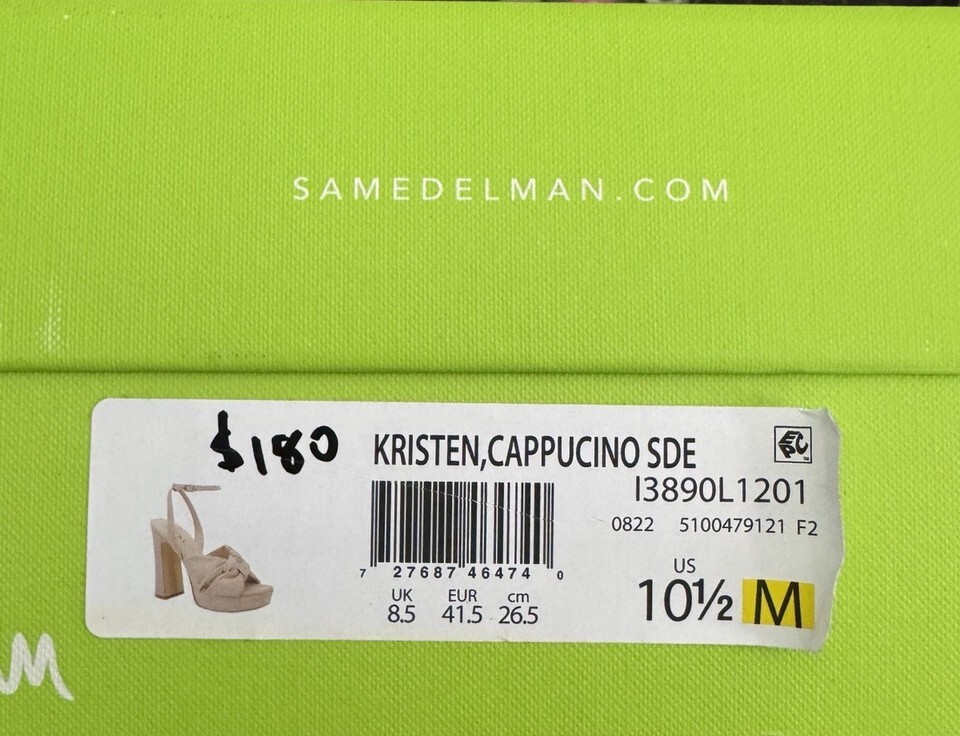 SAMEDELMAN.COM
$180
KRISTEN,CAPPUCINO SDE
EPC
I3890L1201
0822 5100479121 F2
7 27687 46474 0
UK EUR cm
8.5 41.5 26.5
US
10½ M
M